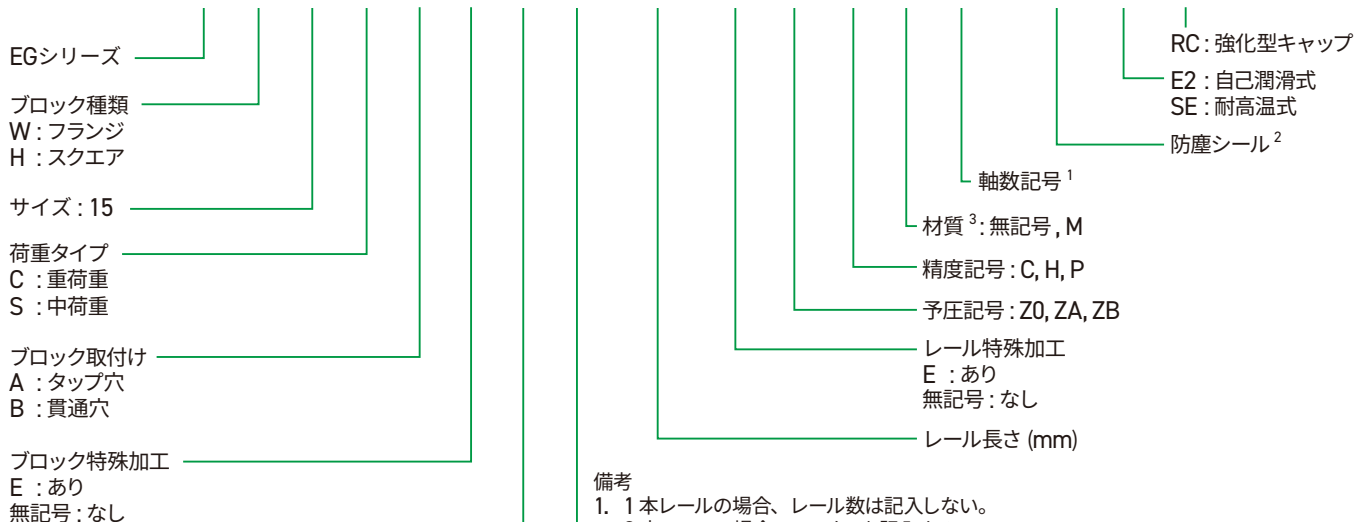 EGシリーズ
ブロック種類
W : フランジ
H : スクエア
サイズ : 15
荷重タイプ
C : 重荷重
S : 中荷重
ブロック取付け
A : タップ穴
B : 貫通穴
ブロック特殊加工
E : あり
無記号 : なし
RC : 強化型キャップ
E2 : 自己潤滑式
SE : 耐高温式
防塵シール 2
軸数記号 1
材質 3 : 無記号 , M
精度記号 : C, H, P
予圧記号 : Z0, ZA, ZB
レール特殊加工
E : あり
無記号 : なし
レール長さ (mm)
備考
1. 1 本レールの場合、レール数は記入しない。